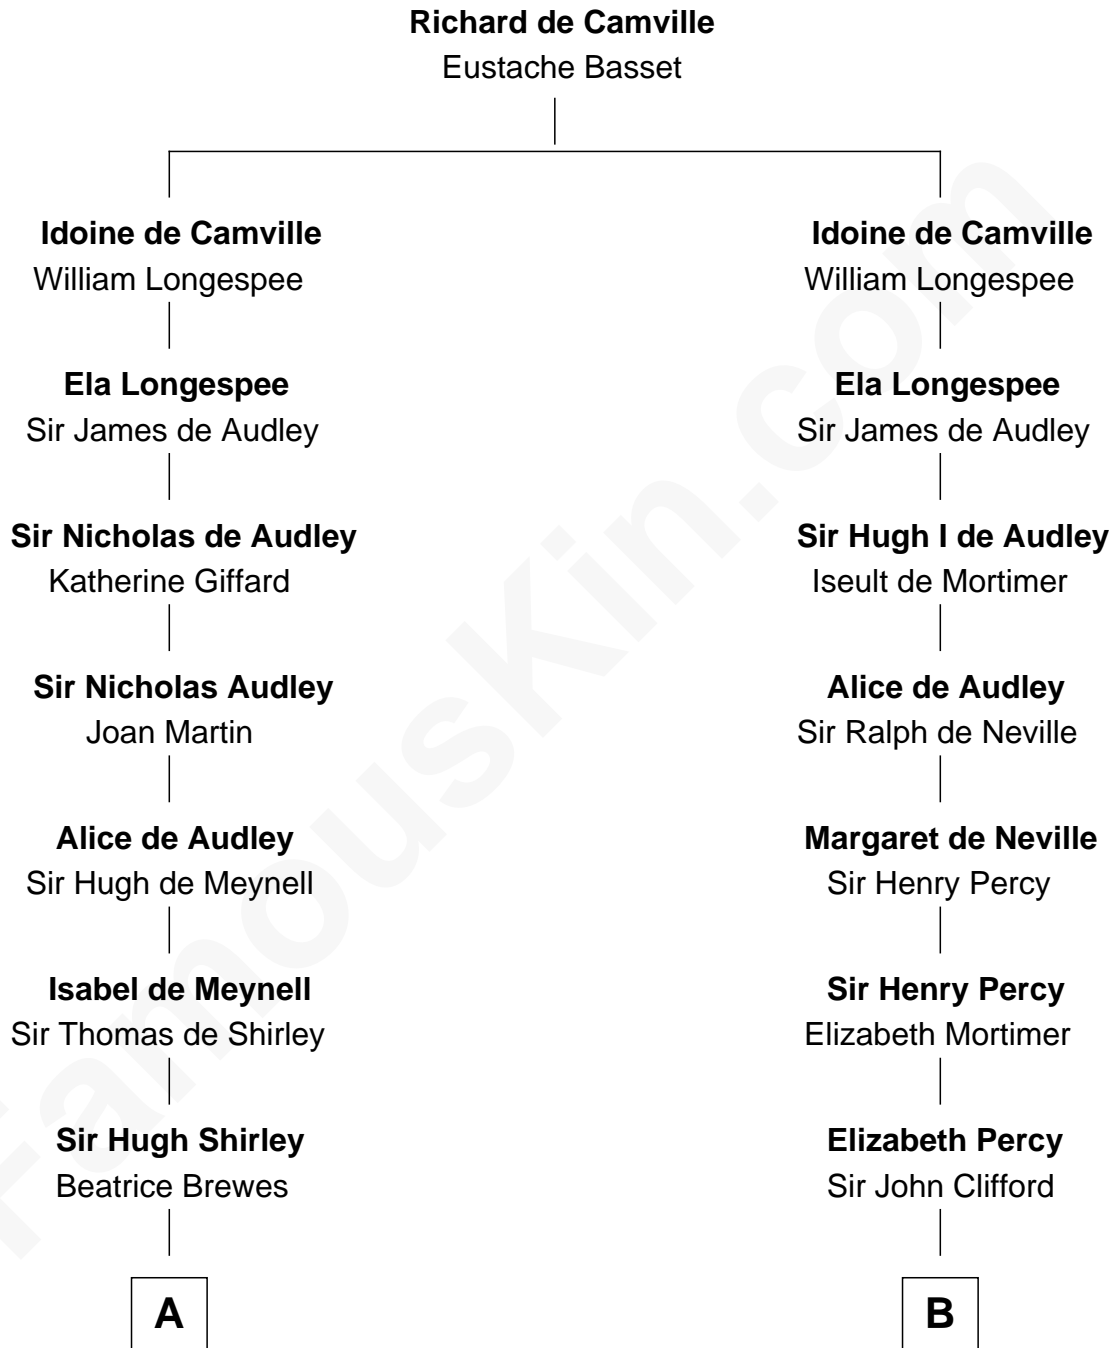 Richard de Camville
Eustache Basset
Idoine de Camville
William Longespee
Ela Longespee
Sir James de Audley
Sir Nicholas de Audley
Katherine Giffard
Sir Nicholas Audley
Joan Martin
Alice de Audley
Sir Hugh de Meynell
Isabel de Meynell
Sir Thomas de Shirley
Sir Hugh Shirley
Beatrice Brewes
A
Idoine de Camville
William Longespee
Ela Longespee
Sir James de Audley
Sir Hugh I de Audley
Iseult de Mortimer
Alice de Audley
Sir Ralph de Neville
Margaret de Neville
Sir Henry Percy
Sir Henry Percy
Elizabeth Mortimer
Elizabeth Percy
Sir John Clifford
B
FamousKin.com